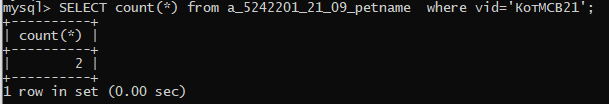 mysql> SELECT count(*) from a_5242201_21_09_petname  where vid='КотМСВ21';
+----------+
| count(*) |
+----------+
|        2 |
+----------+
1 row in set (0.00 sec)